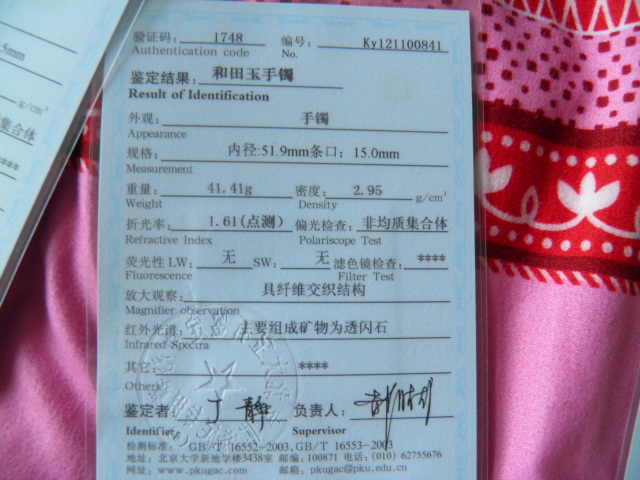 验证码: 1748 编号: Ky121100841
Authentication code No.
鉴定结果: 和田玉手镯
Result of Identification
外观: 手镯
Appearance
规格: 内径:51.9mm条口: 15.0mm
Measurement
重量: 41.41g 密度: 2.95 g/cm³
Weight Density
折光率: 1.61(点测) 偏光检查: 非均质集合体
Refractive Index Polariscope Test
荧光性LW: 无 SW: 无 滤色镜检查: ****
Fluorescence Filter Test
放大观察: 具纤维交织结构
Magnifier observation
红外光谱: 主要组成矿物为透闪石
Infrared Spectra
其它: ****
Others
鉴定者: 丁静 负责人:
Identifier Supervisor
检测标准: GB/T 16552-2003,GB/T 16553-2003
地址: 北京大学新地学楼3438室 邮编: 100871 电话: (010) 62755676
网址: www.pkugac.com 邮箱: pkugac@pku.edu.cn
.5mm
g/cm³
集合体
****